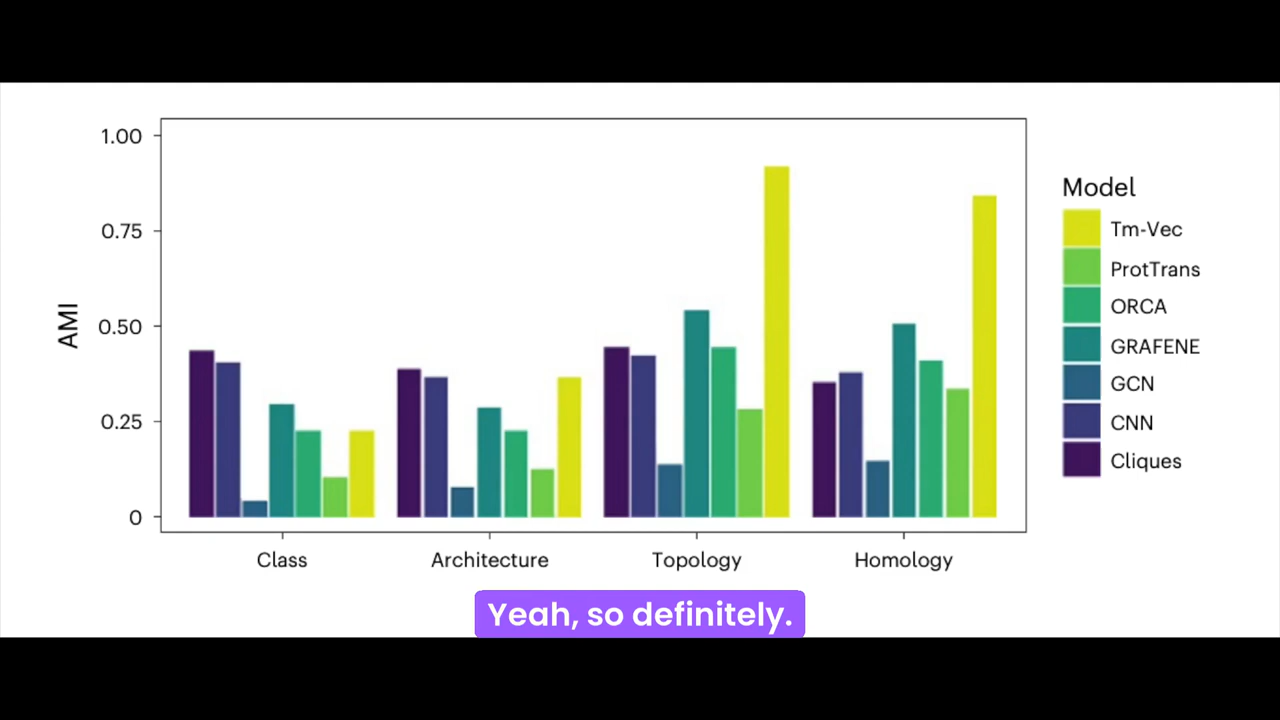 1.00
0.75
0.50
0.25
0
AMI
Class
Architecture
Topology
Homology
Model
Tm-Vec
ProtTrans
ORCA
GRAFENE
GCN
CNN
Cliques
Yeah, so definitely.